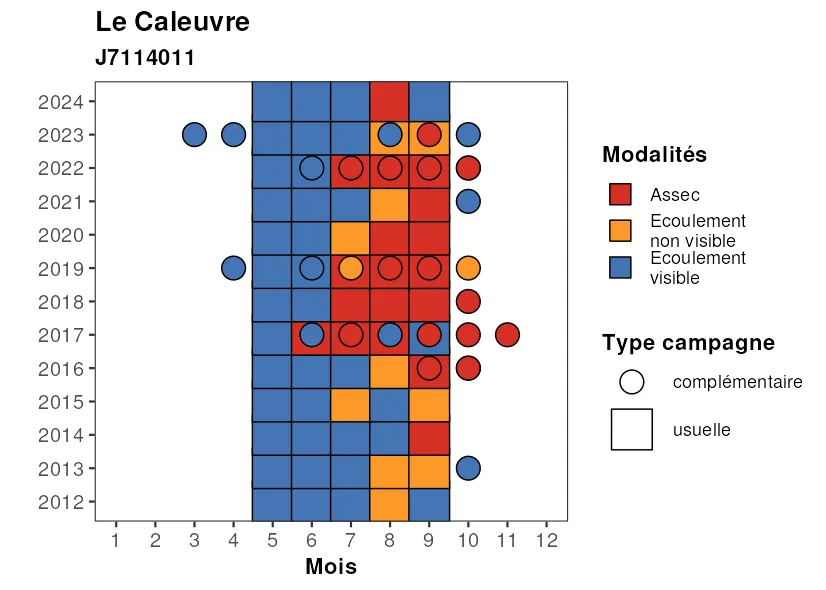 Le Caleuvre
J7114011
2024
2023
2022
2021
2020
2019
2018
2017
2016
2015
2014
2013
2012
1 2 3 4 5 6 7 8 9 10 11 12
Mois
Modalités
Assec
Ecoulement
non visible
Ecoulement
visible
Type campagne
complémentaire
usuelle